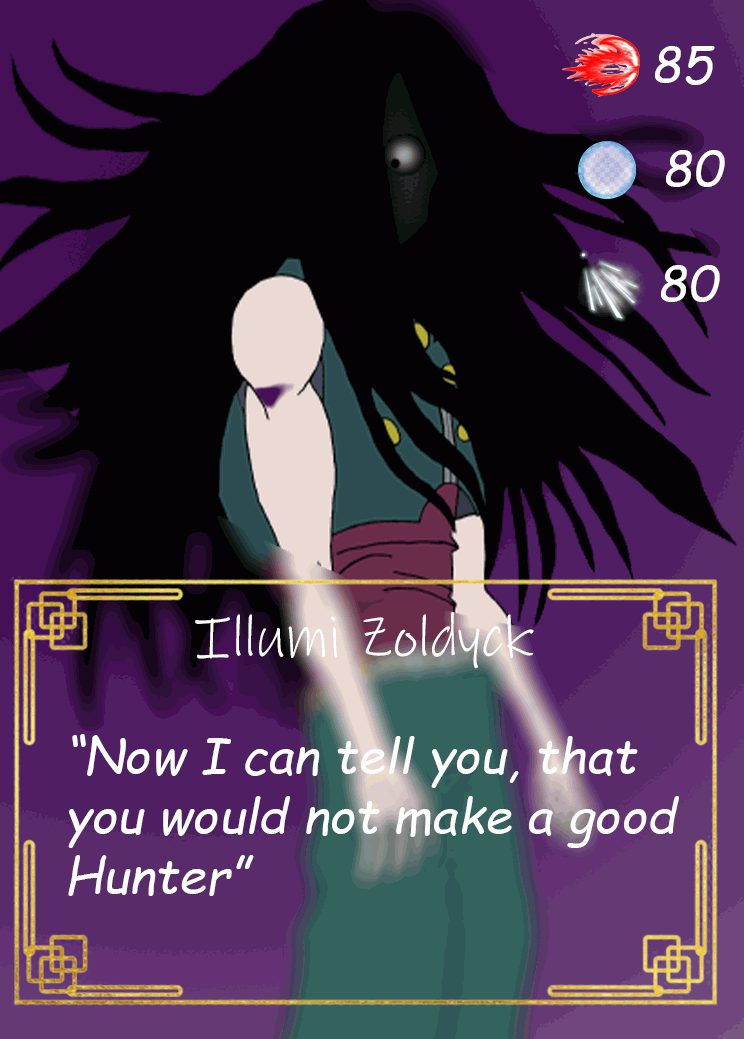 85
80
80
Illumi Zoldyck
“Now I can tell you, that
you would not make a good
Hunter”